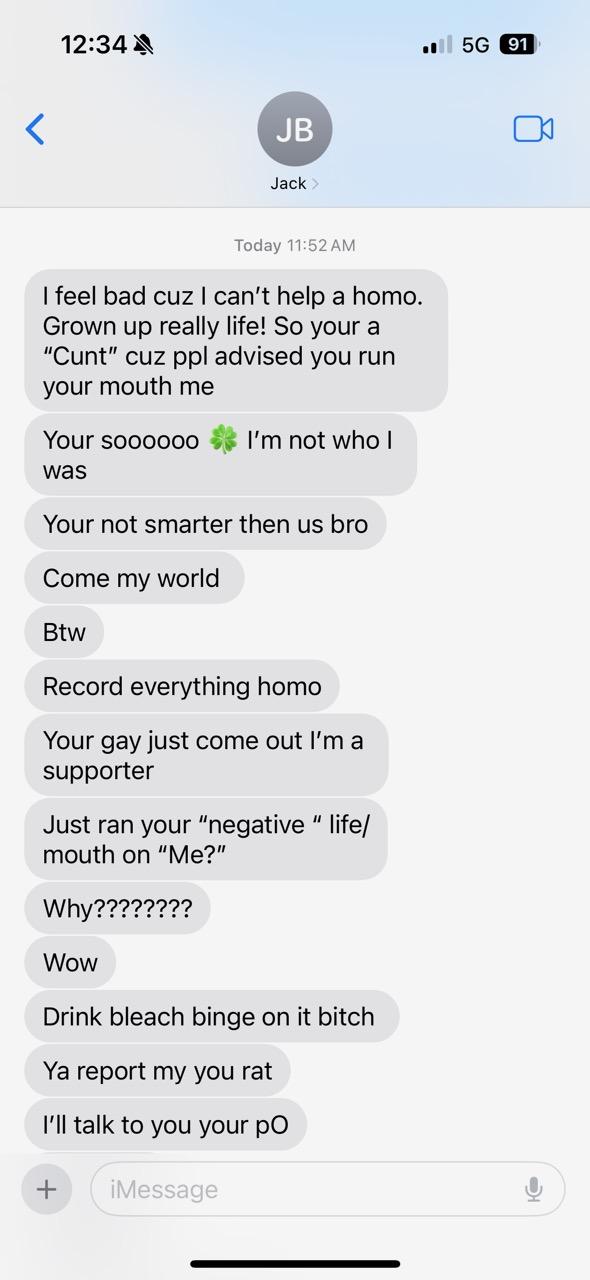 12:34
5G
91
JB
Jack
Today 11:52 AM
I feel bad cuz I can't help a homo.
Grown up really life! So your a
“Cunt” cuz ppl advised you run
your mouth me
Your soooooo 🍀 I'm not who I
was
Your not smarter then us bro
Come my world
Btw
Record everything homo
Your gay just come out I'm a
supporter
Just ran your “negative “ life/
mouth on “Me?”
Why????????
Wow
Drink bleach binge on it bitch
Ya report my you rat
I'll talk to you your pO
iMessage